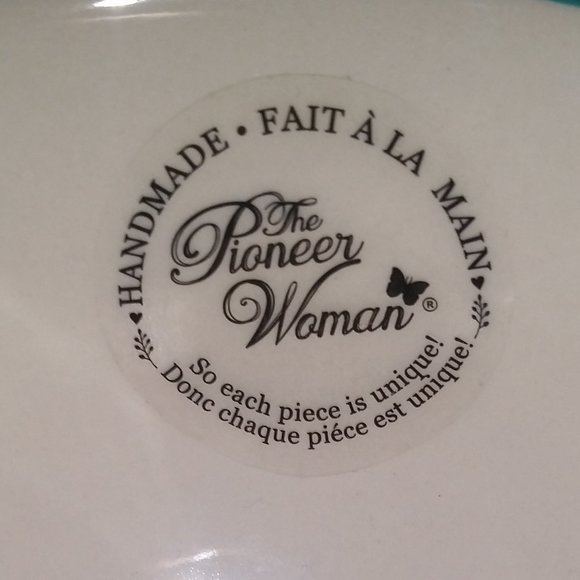 HANDMADE • FAIT À LA MAIN
The
Pioneer
Woman®
So each piece is unique!
Donc chaque piéce est unique!